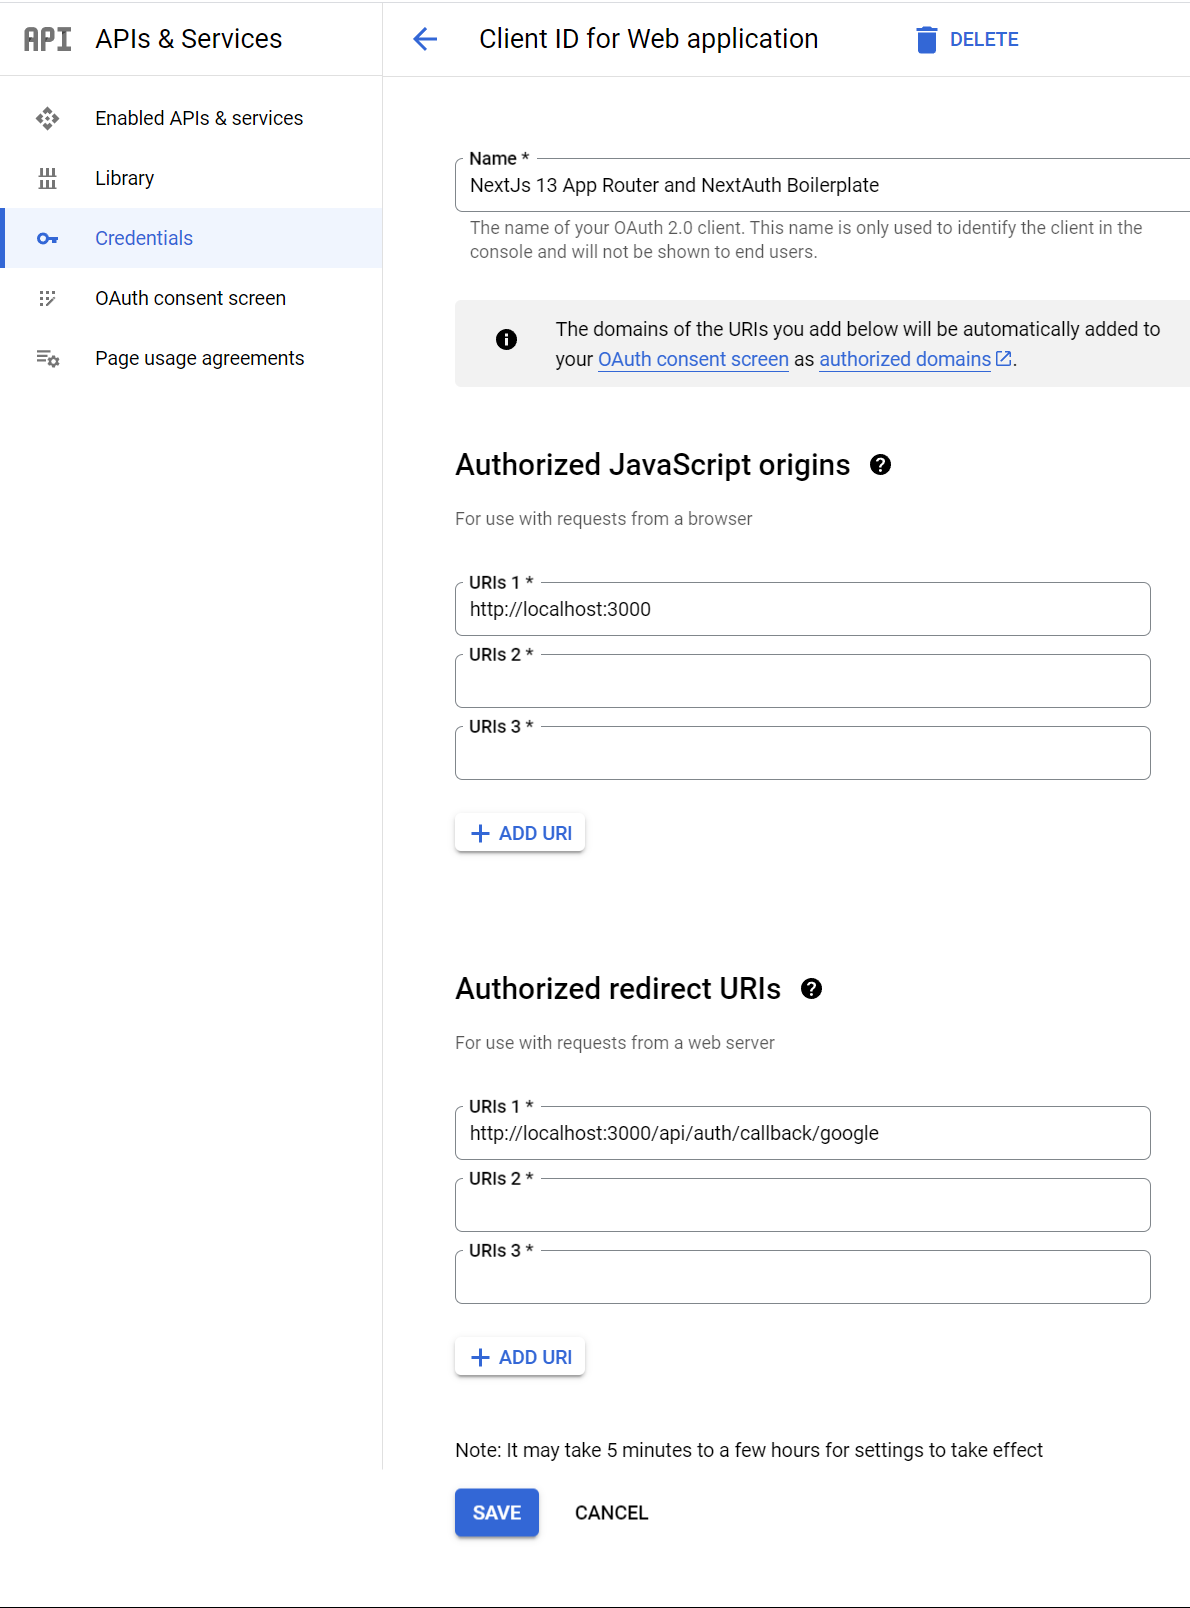 API APIs & Services
Client ID for Web application
DELETE
Enabled APIs & services
Library
Credentials
OAuth consent screen
Page usage agreements
Name *
NextJs 13 App Router and NextAuth Boilerplate
The name of your OAuth 2.0 client. This name is only used to identify the client in the
console and will not be shown to end users.
The domains of the URIs you add below will be automatically added to
your OAuth consent screen as authorized domains.
Authorized JavaScript origins
For use with requests from a browser
URIs 1 *
http://localhost:3000
URIs 2 *
URIs 3 *
ADD URI
Authorized redirect URIs
For use with requests from a web server
URIs 1 *
http://localhost:3000/api/auth/callback/google
URIs 2 *
URIs 3 *
ADD URI
Note: It may take 5 minutes to a few hours for settings to take effect
SAVE
CANCEL